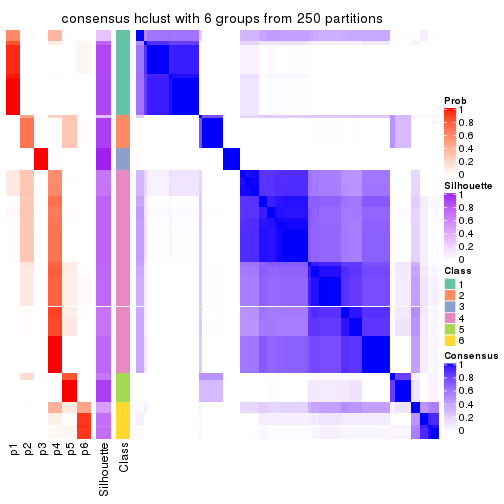 consensus hclust with 6 groups from 250 partitions
Prob
1
0.8
0.6
0.4
0.2
0
Silhouette
1
0.8
0.6
0.4
0.2
0
Class
1
2
3
4
5
6
Consensus
1
0.8
0.6
0.4
0.2
0
p1
p2
p3
p4
p5
p6
Silhouette
Class